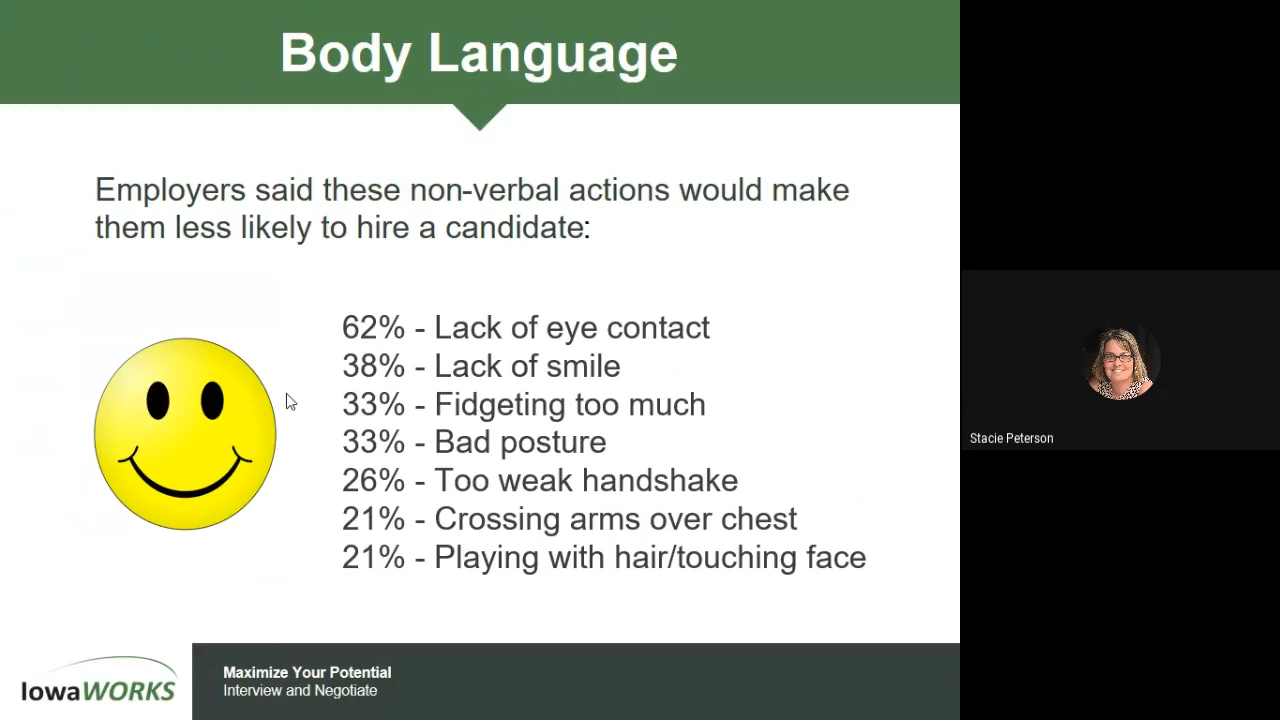 Body Language
Employers said these non-verbal actions would make
them less likely to hire a candidate:
62% - Lack of eye contact
38% - Lack of smile
33% - Fidgeting too much
33% - Bad posture
26% - Too weak handshake
21% - Crossing arms over chest
21% - Playing with hair/touching face
Stacie Peterson
IowaWORKS
Maximize Your Potential
Interview and Negotiate